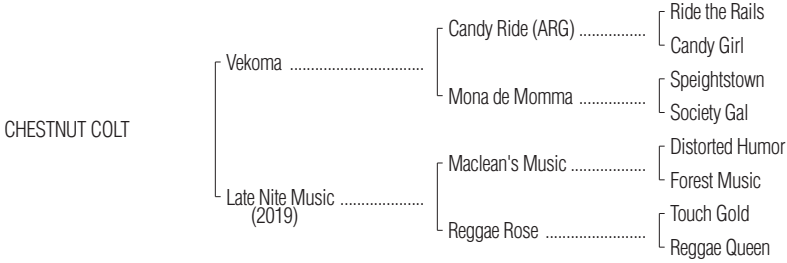 Ride the Rails
Candy Ride (ARG) ................
Candy Girl
Vekoma ................................
Speightstown
Mona de Momma ................
Society Gal
CHESTNUT COLT
Distorted Humor
Maclean's Music ..................
Forest Music
Late Nite Music ....................
(2019)
Touch Gold
Reggae Rose ........................
Reggae Queen